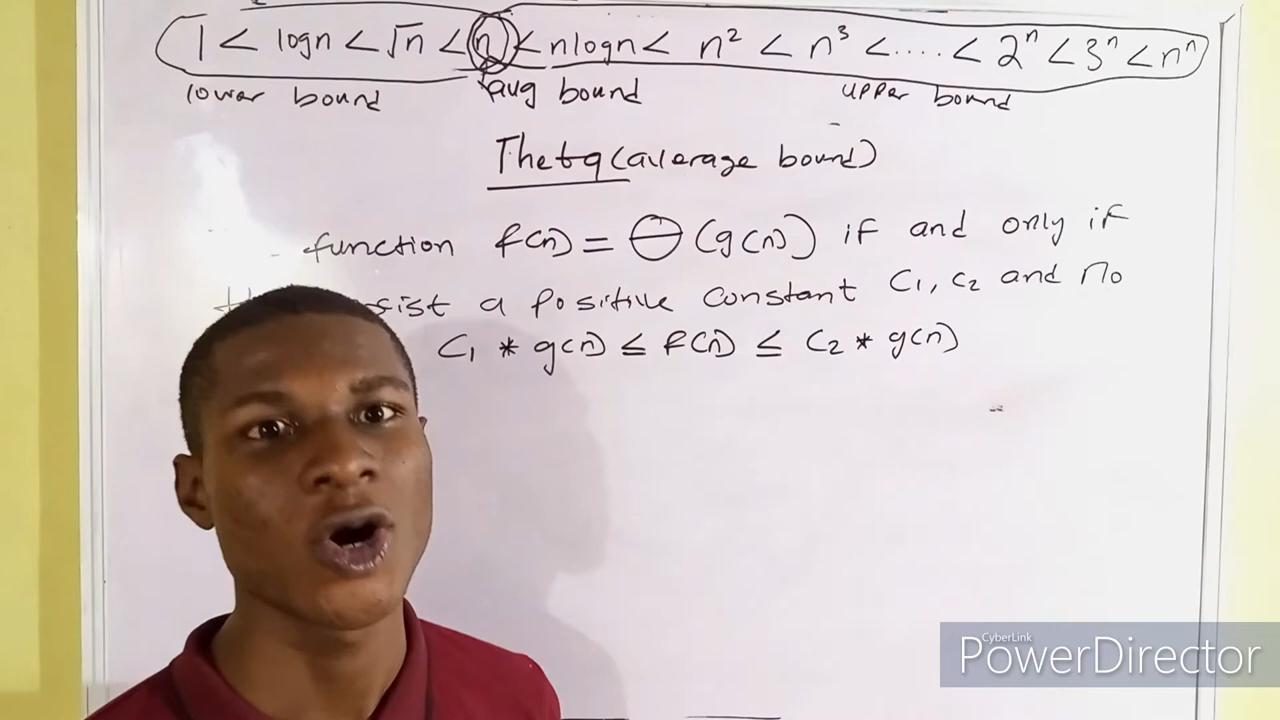 1 < logn < √n < n < nlogn < n² < n³ < ..... < 2ⁿ < 3ⁿ < nⁿ
lower bound avg bound upper bound
Theta (average bound)
function f(n) = Θ (g(n)) if and only if
a positive constant C₁, C₂ and no
C₁ * g(n) ≤ f(n) ≤ C₂ * g(n)
CyberLink
PowerDirector